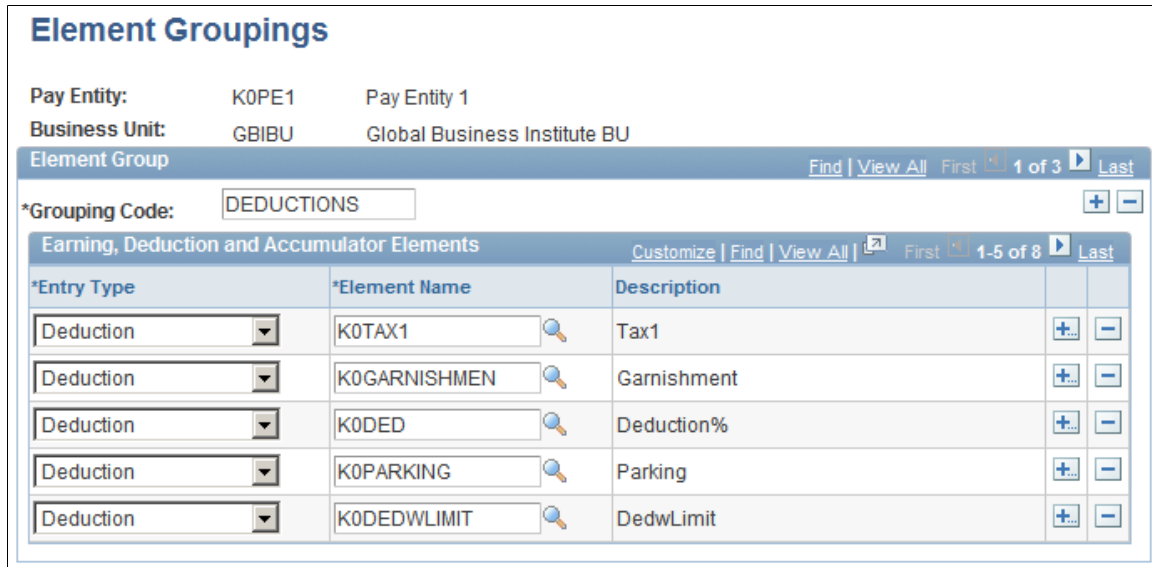 Element Groupings
Pay Entity: K0PE1 Pay Entity 1
Business Unit: GBIBU Global Business Institute BU
Element Group Find | View All First 1 of 3 Last
*Grouping Code: DEDUCTIONS
Earning, Deduction and Accumulator Elements Customize | Find | View All | First 1-5 of 8 Last
*Entry Type *Element Name Description
Deduction K0TAX1 Tax1
Deduction K0GARNISHMEN Garnishment
Deduction K0DED Deduction%
Deduction K0PARKING Parking
Deduction K0DEDWLIMIT DedwLimit